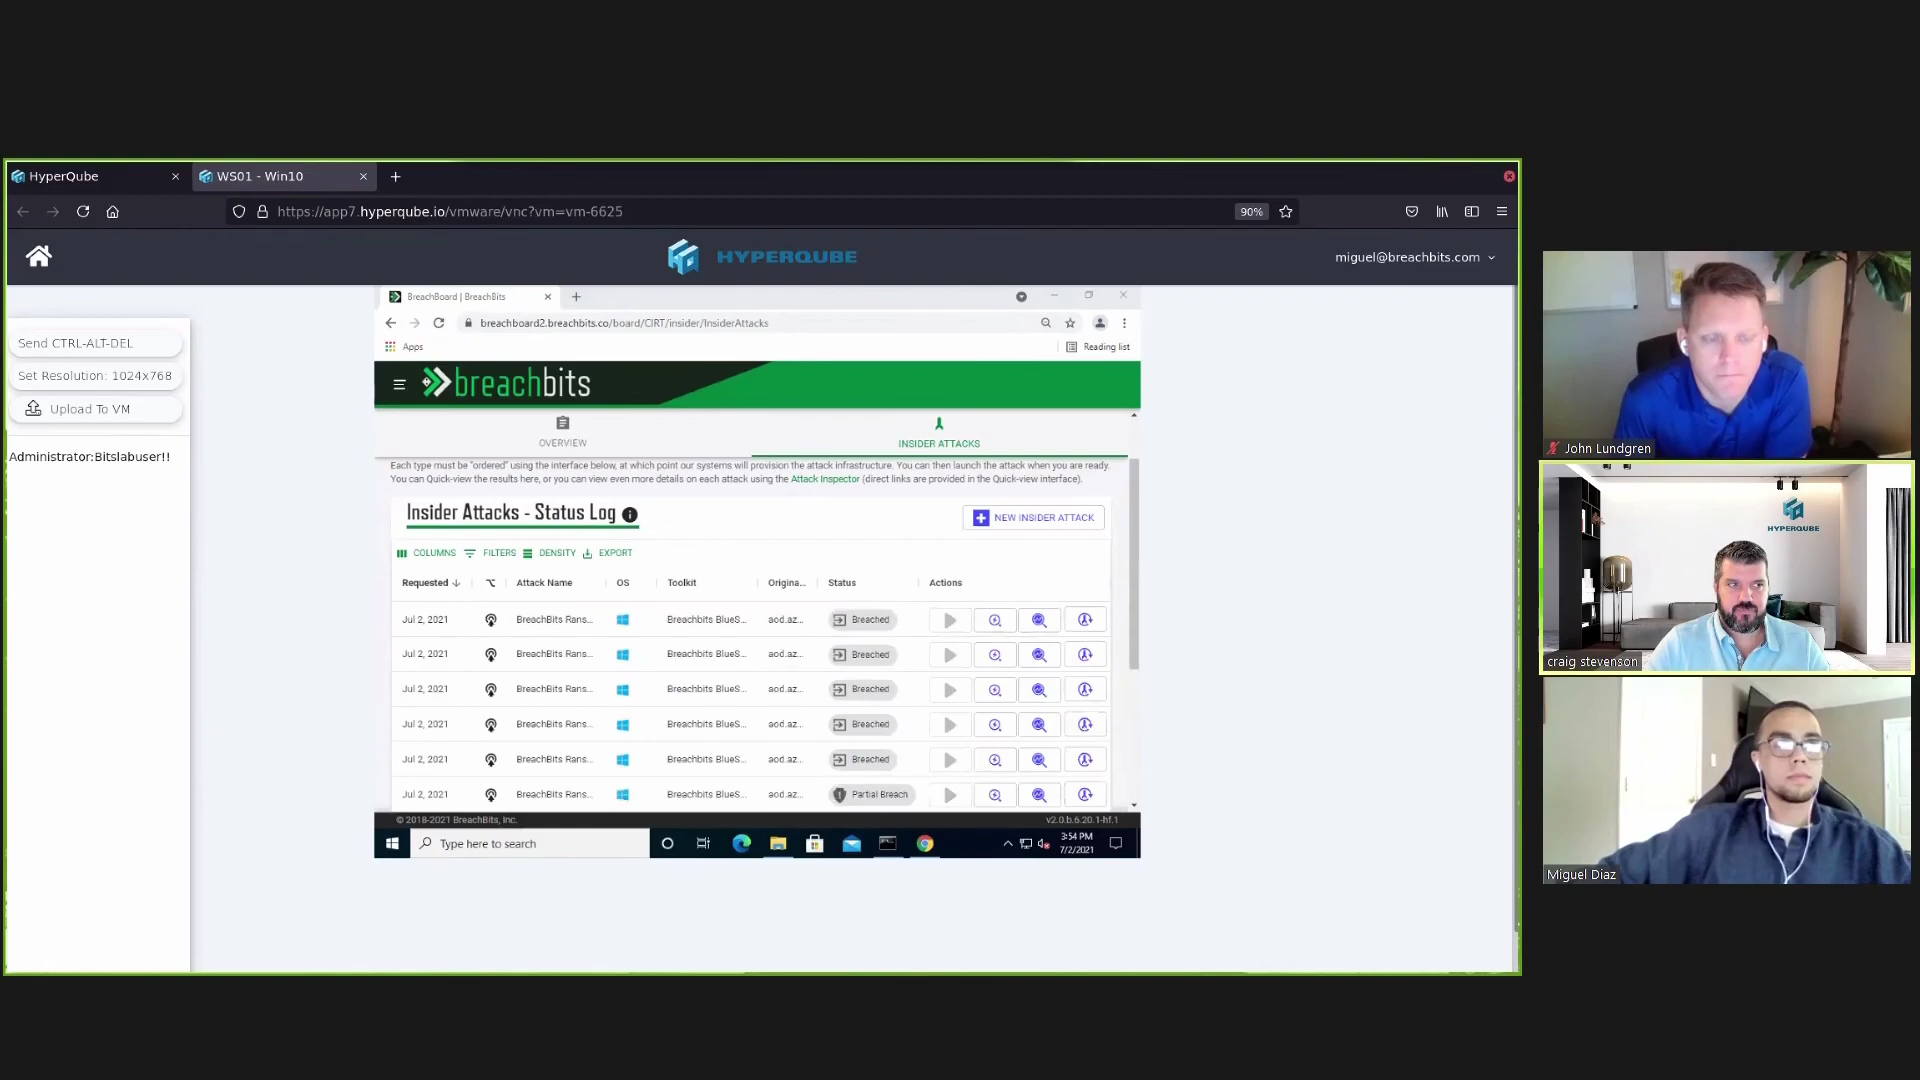 HyperQube
WS01 - Win10
https://app7.hyperqube.io/vmware/vnc?vm=vm-6625
90%
HYPERQUBE
miguel@breachbits.com
Send CTRL-ALT-DEL
Set Resolution: 1024x768
Upload To VM
Administrator:Bitslabuser!!
BreachBoard | BreachBits
breachboard2.breachbits.co/board/CIRT/insider/InsiderAttacks
Apps
Reading list
breachbits
OVERVIEW
INSIDER ATTACKS
Each type must be "ordered" using the interface below, at which point our systems will provision the attack infrastructure. You can then launch the attack when you are ready.
You can Quick-view the results here, or you can view even more details on each attack using the Attack Inspector (direct links are provided in the Quick-view interface).
Insider Attacks - Status Log
NEW INSIDER ATTACK
COLUMNS FILTERS DENSITY EXPORT
Requested Attack Name OS Toolkit Origina... Status Actions
Jul 2, 2021 BreachBits Rans... Breachbits BlueS... aod.az... Breached
Jul 2, 2021 BreachBits Rans... Breachbits BlueS... aod.az... Breached
Jul 2, 2021 BreachBits Rans... Breachbits BlueS... aod.az... Breached
Jul 2, 2021 BreachBits Rans... Breachbits BlueS... aod.az... Breached
Jul 2, 2021 BreachBits Rans... Breachbits BlueS... aod.az... Breached
Jul 2, 2021 BreachBits Rans... Breachbits BlueS... aod.az... Partial Breach
© 2018-2021 BreachBits, Inc.
v2.0.b.6.20.1-hf.1
Type here to search
3:54 PM
7/2/2021
John Lundgren
HYPERQUBE
craig stevenson
Miguel Diaz